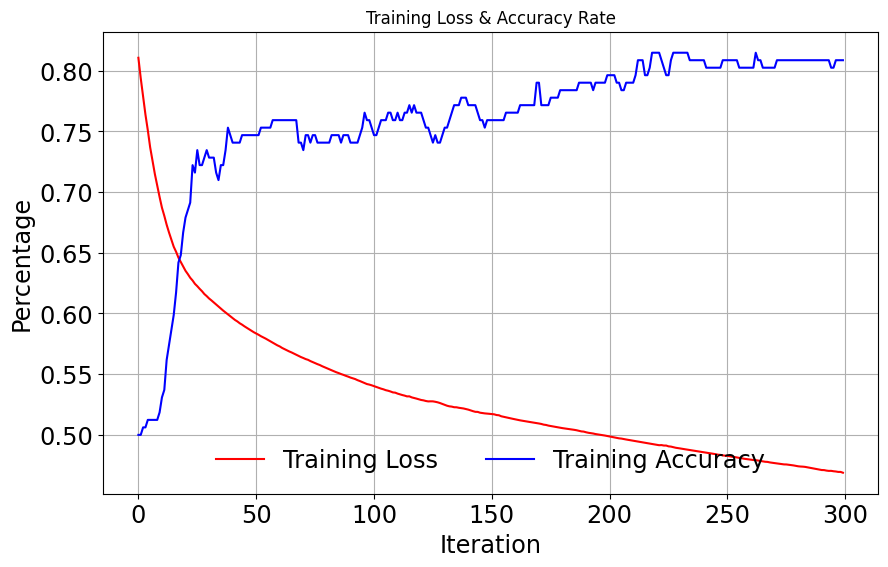 Training Loss & Accuracy Rate
Percentage
0.80
0.75
0.70
0.65
0.60
0.55
0.50
Training Loss
Training Accuracy
0 50 100 150 200 250 300
Iteration